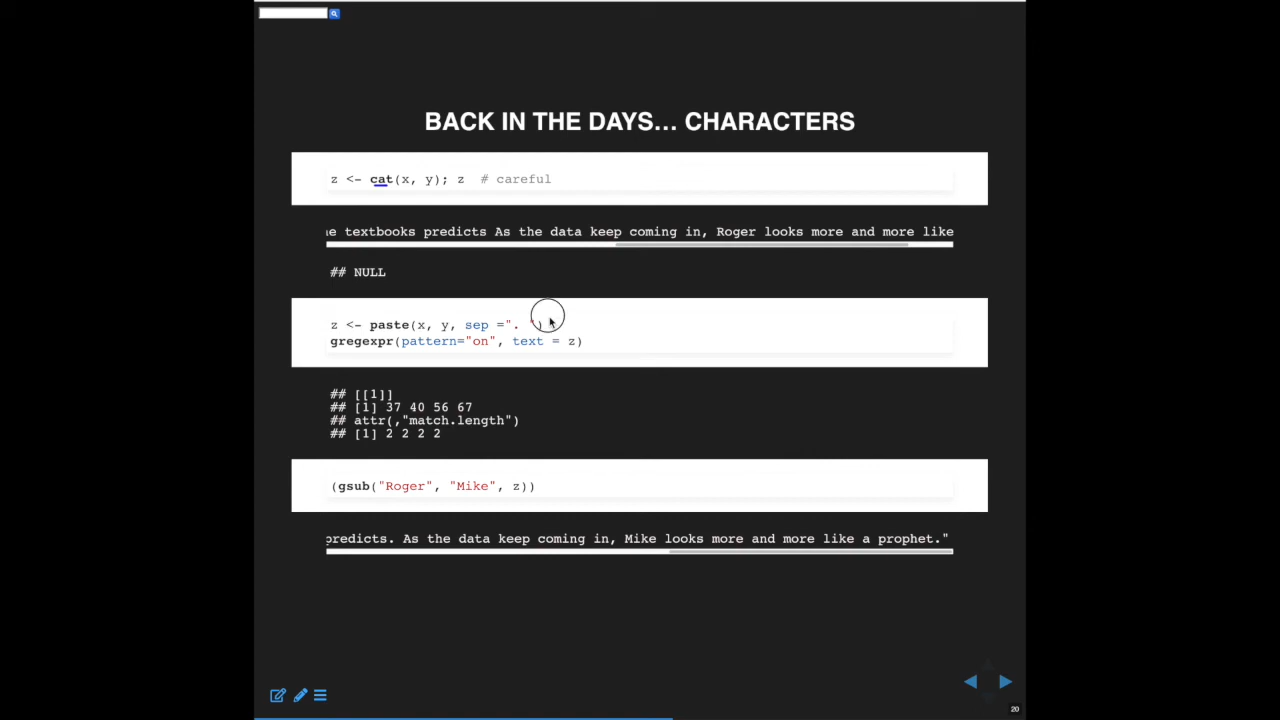 BACK IN THE DAYS... CHARACTERS
z <- cat(x, y); z  # careful
textbooks predicts As the data keep coming in, Roger looks more and more like
## NULL
z <- paste(x, y, sep =". ")
gregexpr(pattern="on", text = z)
## [[1]]
## [1] 37 40 56 67
## attr(,"match.length")
## [1] 2 2 2 2
(gsub("Roger", "Mike", z))
predicts. As the data keep coming in, Mike looks more and more like a prophet."
20